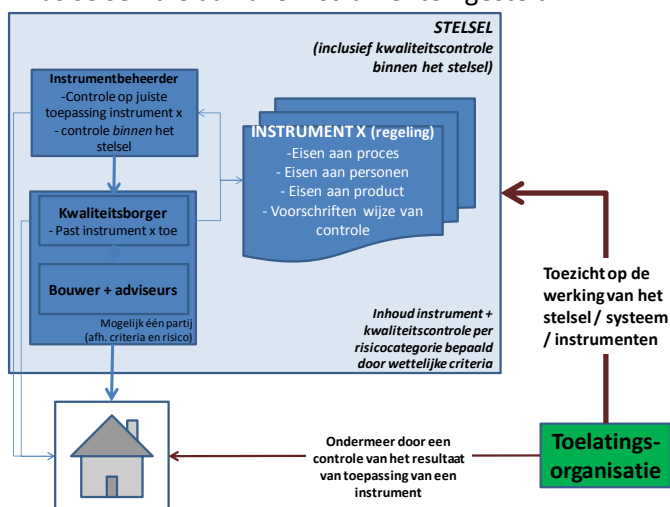 STELSEL
(inclusief kwaliteitscontrole
binnen het stelsel)
Instrumentbeheerder
-Controle op juiste
toepassing instrument x
- controle binnen het
stelsel
INSTRUMENT X (regeling)
-Eisen aan proces
- Eisen aan personen
- Eisen aan product
- Voorschriften wijze van
controle
Kwaliteitsborger
- Past instrument x toe
Bouwer + adviseurs
Mogelijk één partij
(afh. criteria en risico)
Inhoud instrument +
kwaliteitscontrole per
risicocategorie bepaald
door wettelijke criteria
Toezicht op de
werking van het
stelsel / systeem
/ instrumenten
Ondermeer door een
controle van het resultaat
van toepassing van een
instrument
Toelatings-
organisatie